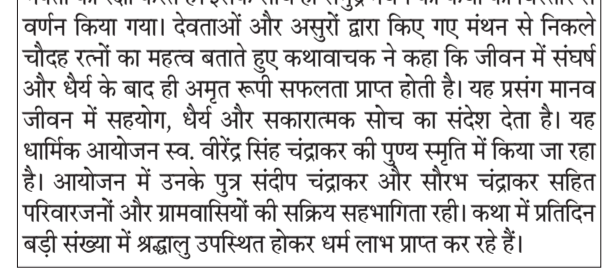 वर्णन किया गया। देवताओं और असुरों द्वारा किए गए मंथन से निकले
चौदह रत्नों का महत्व बताते हुए कथावाचक ने कहा कि जीवन में संघर्ष
और धैर्य के बाद ही अमृत रूपी सफलता प्राप्त होती है। यह प्रसंग मानव
जीवन में सहयोग, धैर्य और सकारात्मक सोच का संदेश देता है। यह
धार्मिक आयोजन स्व. वीरेंद्र सिंह चंद्राकर की पुण्य स्मृति में किया जा रहा
है। आयोजन में उनके पुत्र संदीप चंद्राकर और सौरभ चंद्राकर सहित
परिवारजनों और ग्रामवासियों की सक्रिय सहभागिता रही। कथा में प्रतिदिन
बड़ी संख्या में श्रद्धालु उपस्थित होकर धर्म लाभ प्राप्त कर रहे हैं।